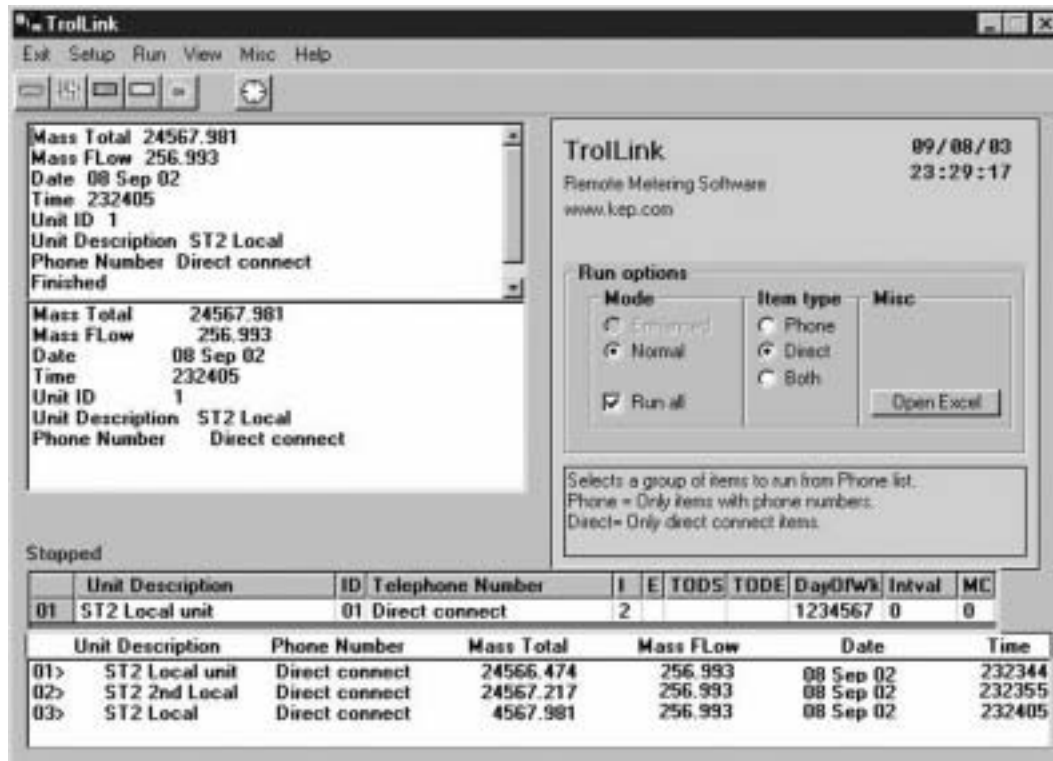 TrolLink
Exit Setup Run View Misc Help
Mass Total 24567.981
Mass FLow 256.993
Date 08 Sep 02
Time 232405
Unit ID 1
Unit Description ST2 Local
Phone Number Direct connect
Finished
Mass Total 24567.981
Mass FLow 256.993
Date 08 Sep 02
Time 232405
Unit ID 1
Unit Description ST2 Local
Phone Number Direct connect
TrolLink
09/08/03
Remote Metering Software
23:29:17
www.kep.com
Run options
Mode
Enhanced
Normal
Run all
Item type
Phone
Direct
Both
Misc
Open Excel
Selects a group of items to run from Phone list.
Phone = Only items with phone numbers.
Direct= Only direct connect items.
Stopped
Unit Description ID Telephone Number I E TODS TODE DayOfWk Intval MC
01 ST2 Local unit 01 Direct connect 2 1234567 0 0
Unit Description Phone Number Mass Total Mass FLow Date Time
01> ST2 Local unit Direct connect 24566.474 256.993 08 Sep 02 232344
02> ST2 2nd Local Direct connect 24567.217 256.993 08 Sep 02 232355
03> ST2 Local Direct connect 4567.981 256.993 08 Sep 02 232405